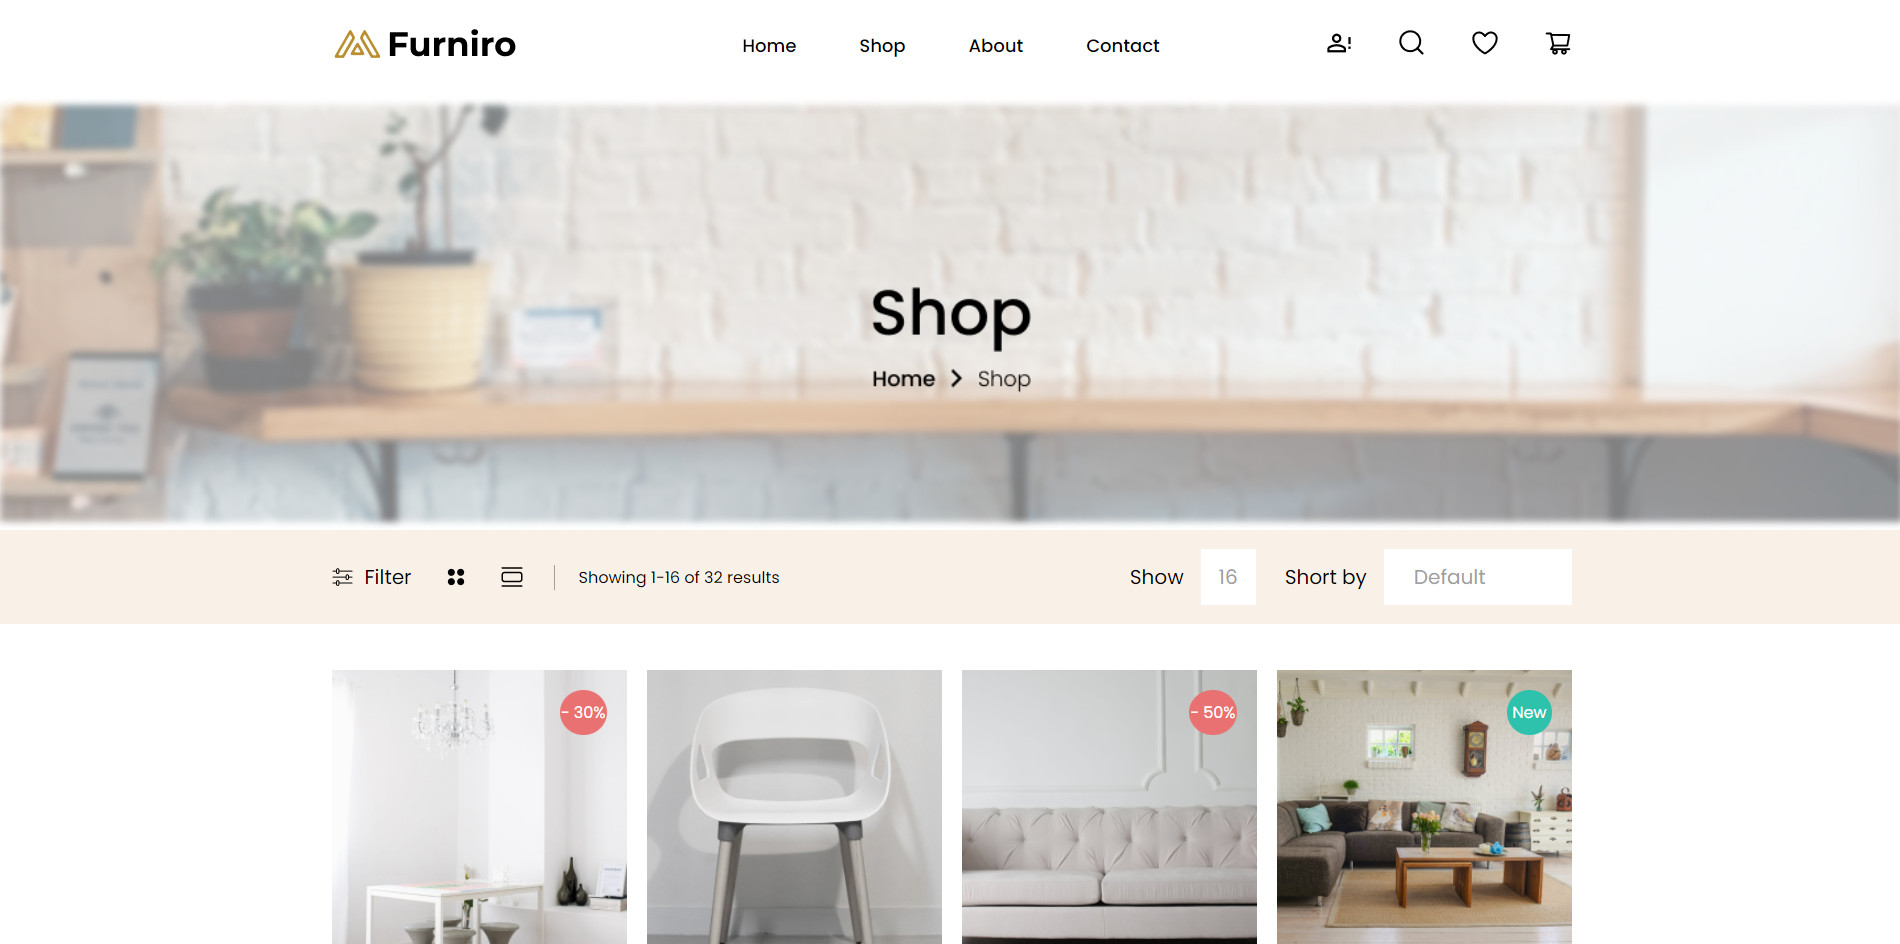 Furniro
Home
Shop
About
Contact
Shop
Home
Shop
Filter
Showing 1-16 of 32 results
Show
16
Short by
Default
- 30%
- 50%
New